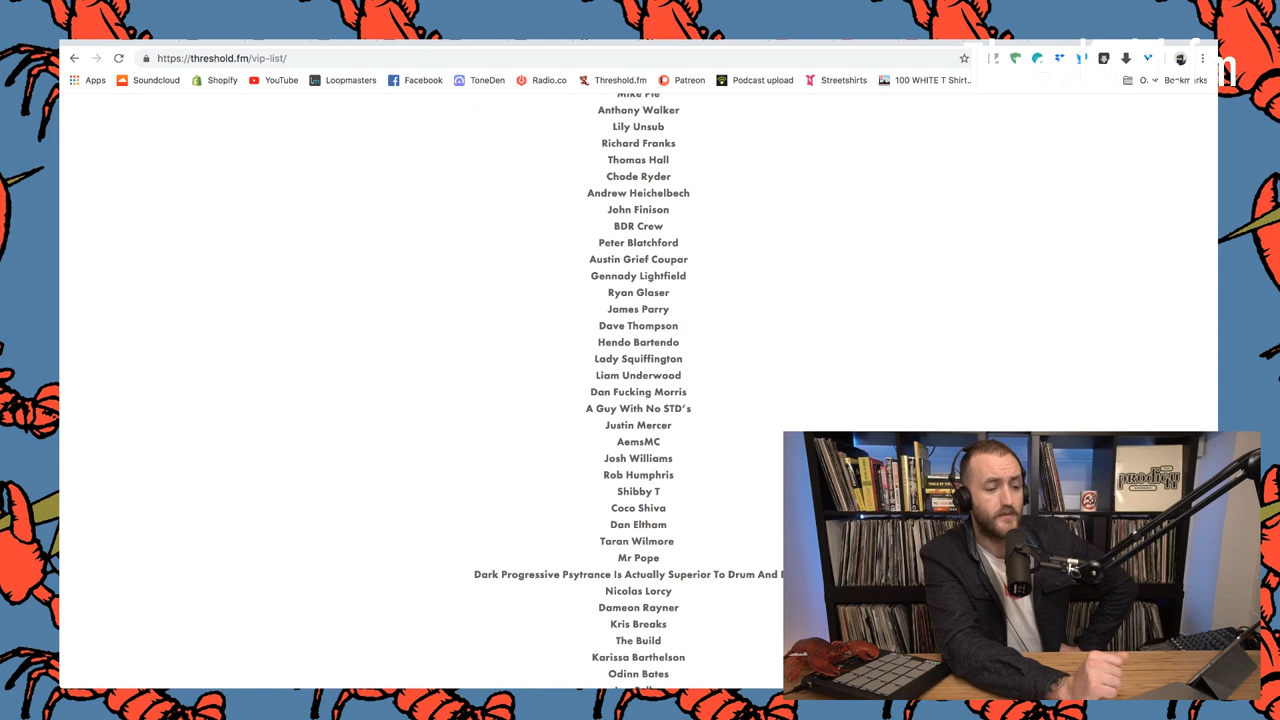 https://threshold.fm/vip-list/
Apps Soundcloud Shopify YouTube Loopmasters Facebook ToneDen Radio.co Threshold.fm Patreon Podcast upload Streetshirts 100 WHITE T Shirt... Bookmarks
Mike Pie
Anthony Walker
Lily Unsub
Richard Franks
Thomas Hall
Chode Ryder
Andrew Heichelbech
John Finison
BDR Crew
Peter Blatchford
Austin Grief Coupar
Gennady Lightfield
Ryan Glaser
James Parry
Dave Thompson
Hendo Bartendo
Lady Squiffington
Liam Underwood
Dan Fucking Morris
A Guy With No STD’s
Justin Mercer
AemsMC
Josh Williams
Rob Humphris
Shibby T
Coco Shiva
Dan Eltham
Taran Wilmore
Mr Pope
Dark Progressive Psytrance Is Actually Superior To Drum And
Nicolas Lorcy
Dameon Rayner
Kris Breaks
The Build
Karissa Barthelson
Odinn Bates
prodigy